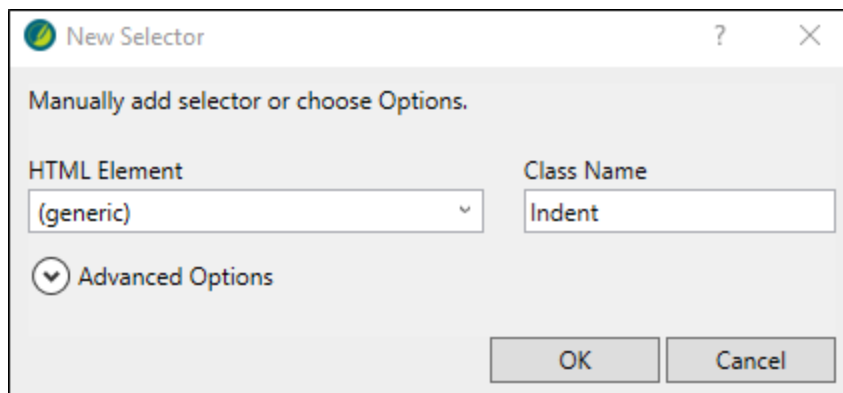 New Selector ?
Manually add selector or choose Options.
HTML Element Class Name
(generic) Indent
Advanced Options
OK Cancel